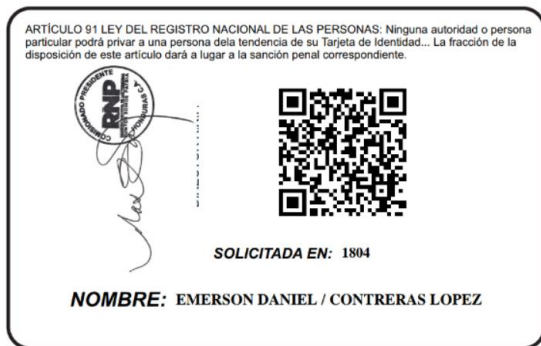 ARTÍCULO 91 LEY DEL REGISTRO NACIONAL DE LAS PERSONAS: Ninguna autoridad o persona
particular podrá privar a una persona dela tendencia de su Tarjeta de Identidad... La fracción de la
disposición de este artículo dará a lugar a la sanción penal correspondiente.
COMISIONADO PRESIDENTE
RNP
HONDURAS C.A
SOLICITADA EN: 1804
NOMBRE: EMERSON DANIEL / CONTRERAS LOPEZ